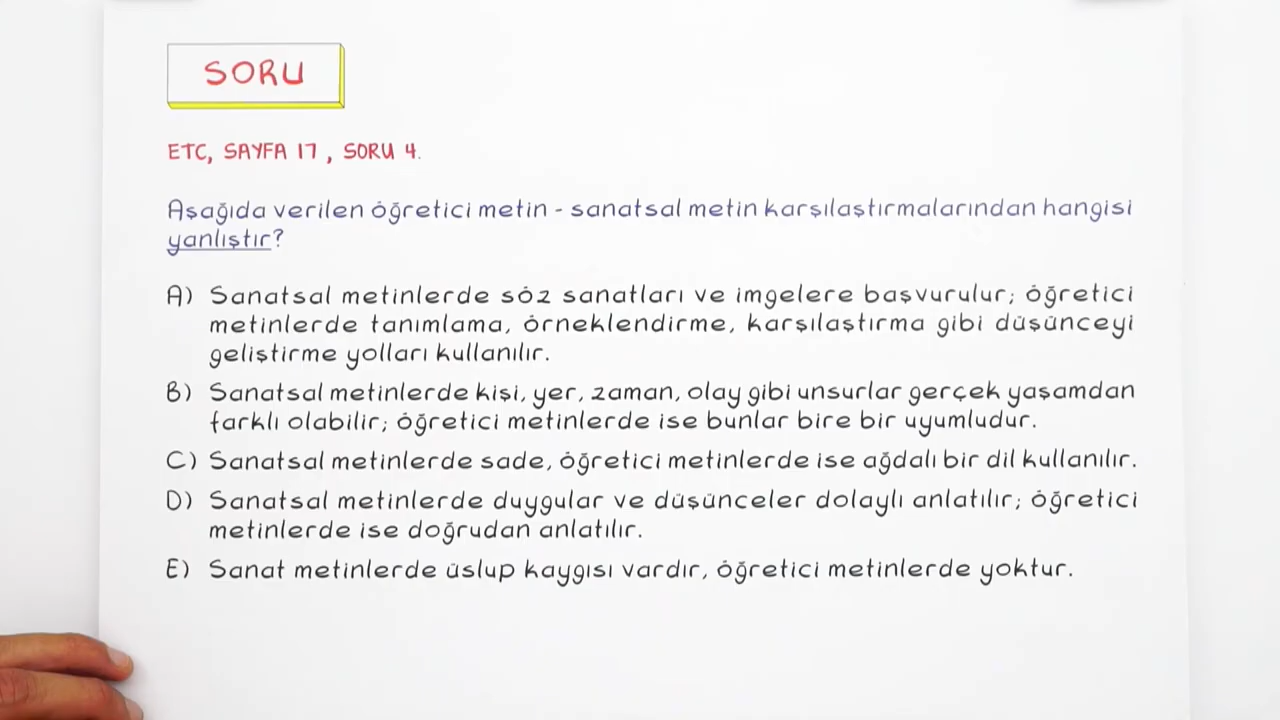 SORU
ETC, SAYFA 17, SORU 4.
Aşağıda verilen öğretici metin - sanatsal metin karşılaştırmalarından hangisi
yanlıştır?
A) Sanatsal metinlerde söz sanatları ve imgelere başvurulur; öğretici
metinlerde tanımlama, örneklendirme, karşılaştırma gibi düşünceyi
geliştirme yolları kullanılır.
B) Sanatsal metinlerde kişi, yer, zaman, olay gibi unsurlar gerçek yaşamdan
farklı olabilir; öğretici metinlerde ise bunlar bire bir uyumludur.
C) Sanatsal metinlerde sade, öğretici metinlerde ise ağdalı bir dil kullanılır.
D) Sanatsal metinlerde duygular ve düşünceler dolaylı anlatılır; öğretici
metinlerde ise doğrudan anlatılır.
E) Sanat metinlerde üslup kaygısı vardır, öğretici metinlerde yoktur.